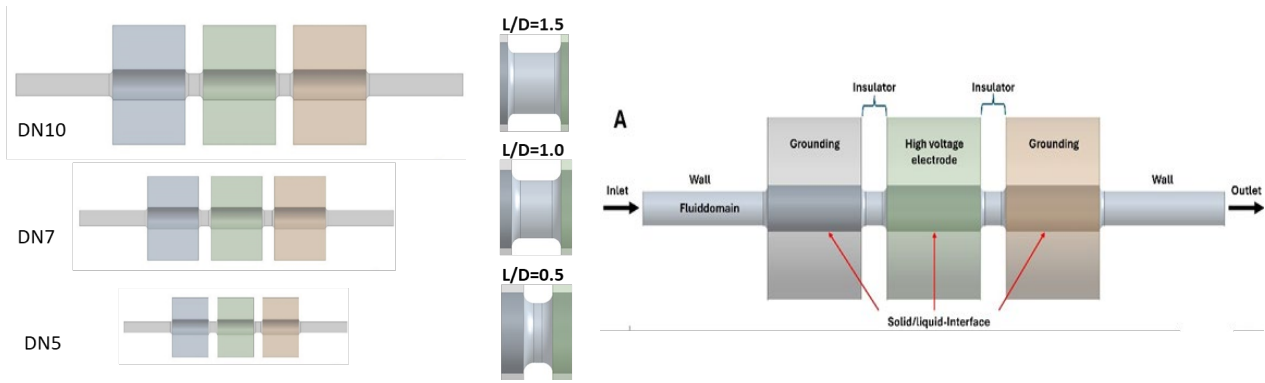 DN10
DN7
DN5
L/D=1.5
L/D=1.0
L/D=0.5
A
Insulator
Insulator
Grounding
High voltage
electrode
Grounding
Wall
Wall
Inlet
Fluiddomain
Outlet
Solid/liquid-Interface